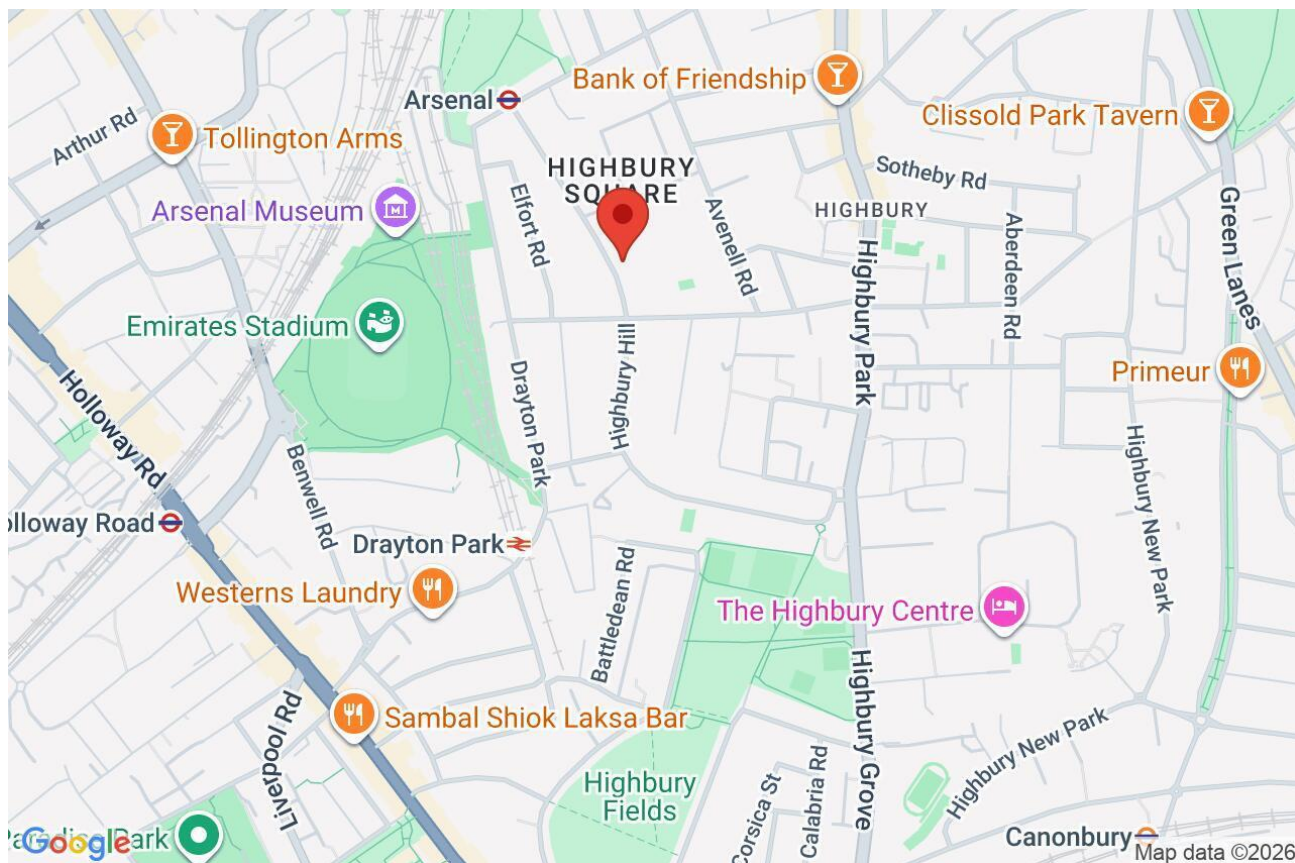 Bank of Friendship
Arsenal
Clissold Park Tavern
Arthur Rd
Tollington Arms
HIGHBURY
SQUARE
Sotheby Rd
Arsenal Museum
Elfort Rd
Avenell Rd
HIGHBURY
Aberdeen Rd
Green Lanes
Highbury Park
Emirates Stadium
Highbury Hill
Drayton Park
Primeur
Holloway Rd
Benwell Rd
Highbury New Park
olloway Road
Drayton Park
Westerns Laundry
Battledean Rd
The Highbury Centre
Highbury Grove
Liverpool Rd
Sambal Shiok Laksa Bar
Highbury New Park
Highbury
Fields
Corsica St
Calabria Rd
Canonbury
Google
Park
Map data ©2026